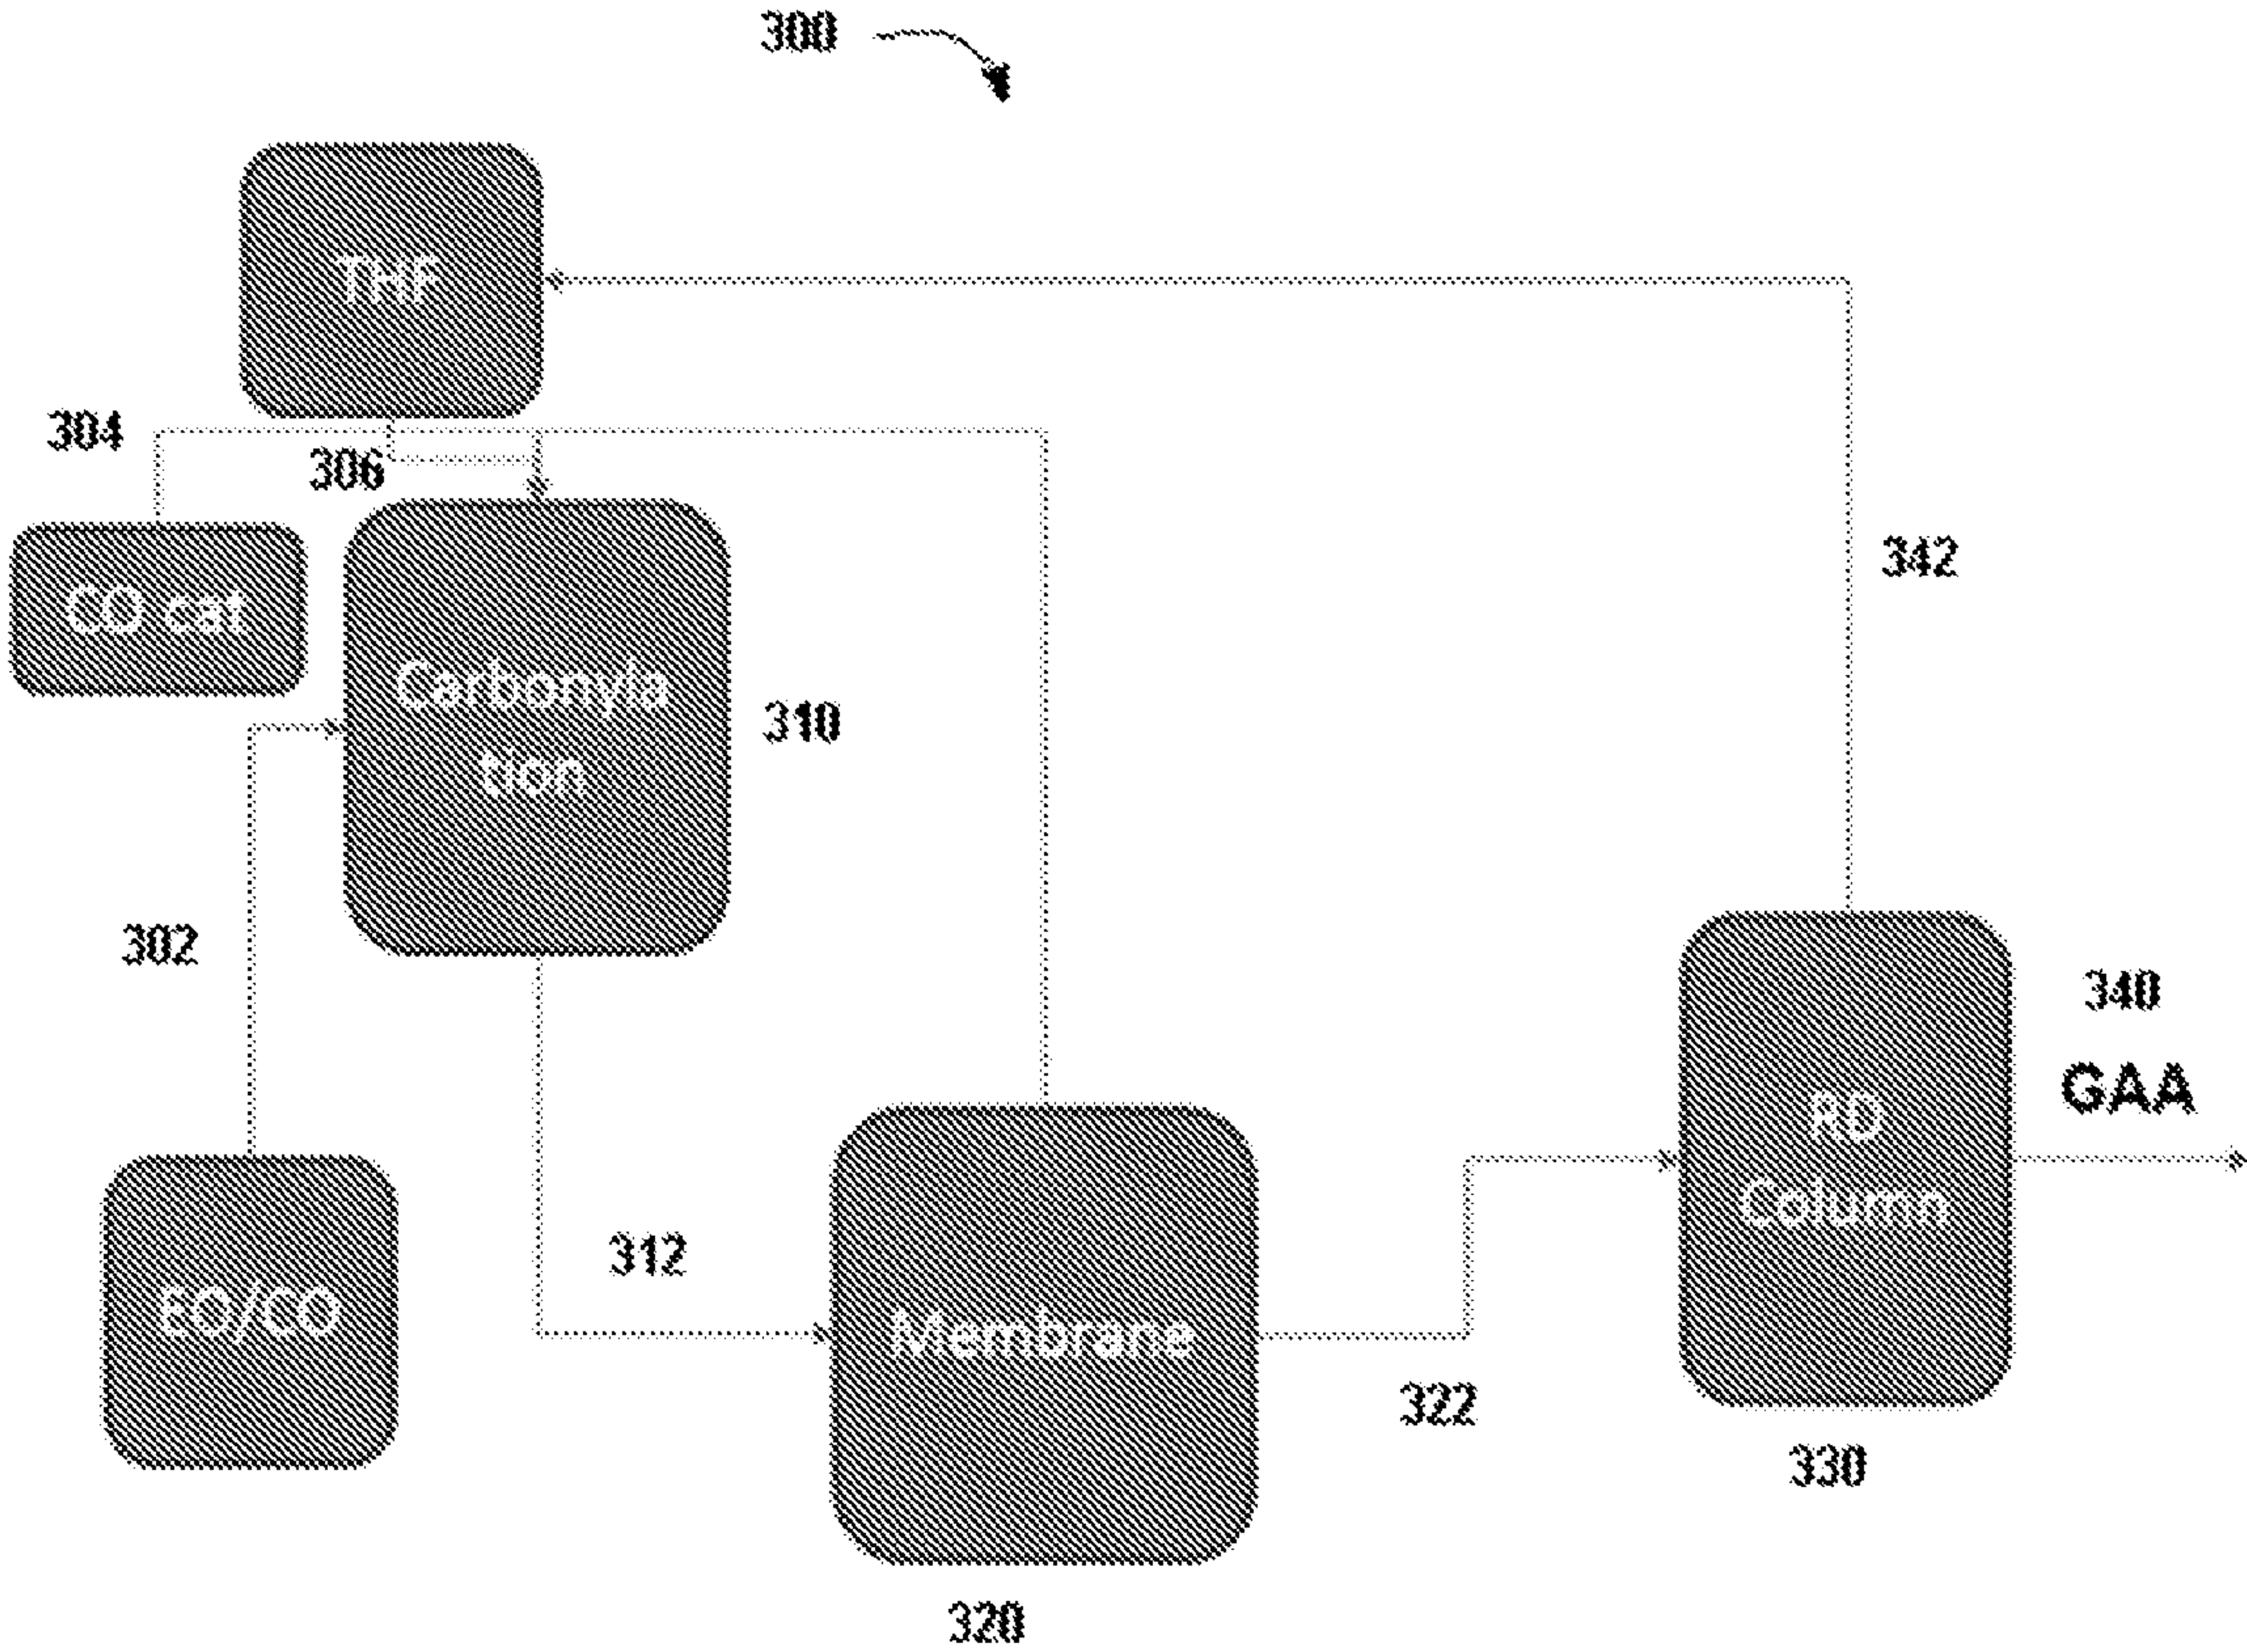 300
THF
304
306
CO cat
342
Carbonyla
tion
310
302
340
GAA
RD
Column
312
EO/CO
Membrane
322
330
320